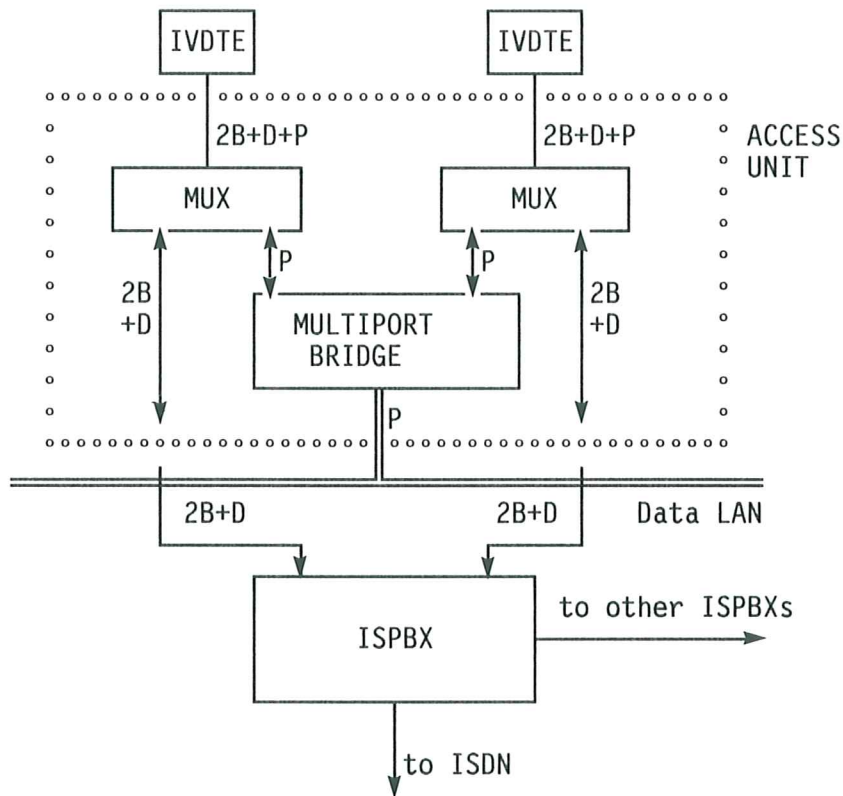 IVDTE
IVDTE
2B+D+P
2B+D+P
ACCESS
UNIT
MUX
MUX
P
P
2B
+D
2B
+D
MULTIPORT
BRIDGE
P
2B+D
2B+D
Data LAN
to other ISPBXs
ISPBX
to ISDN